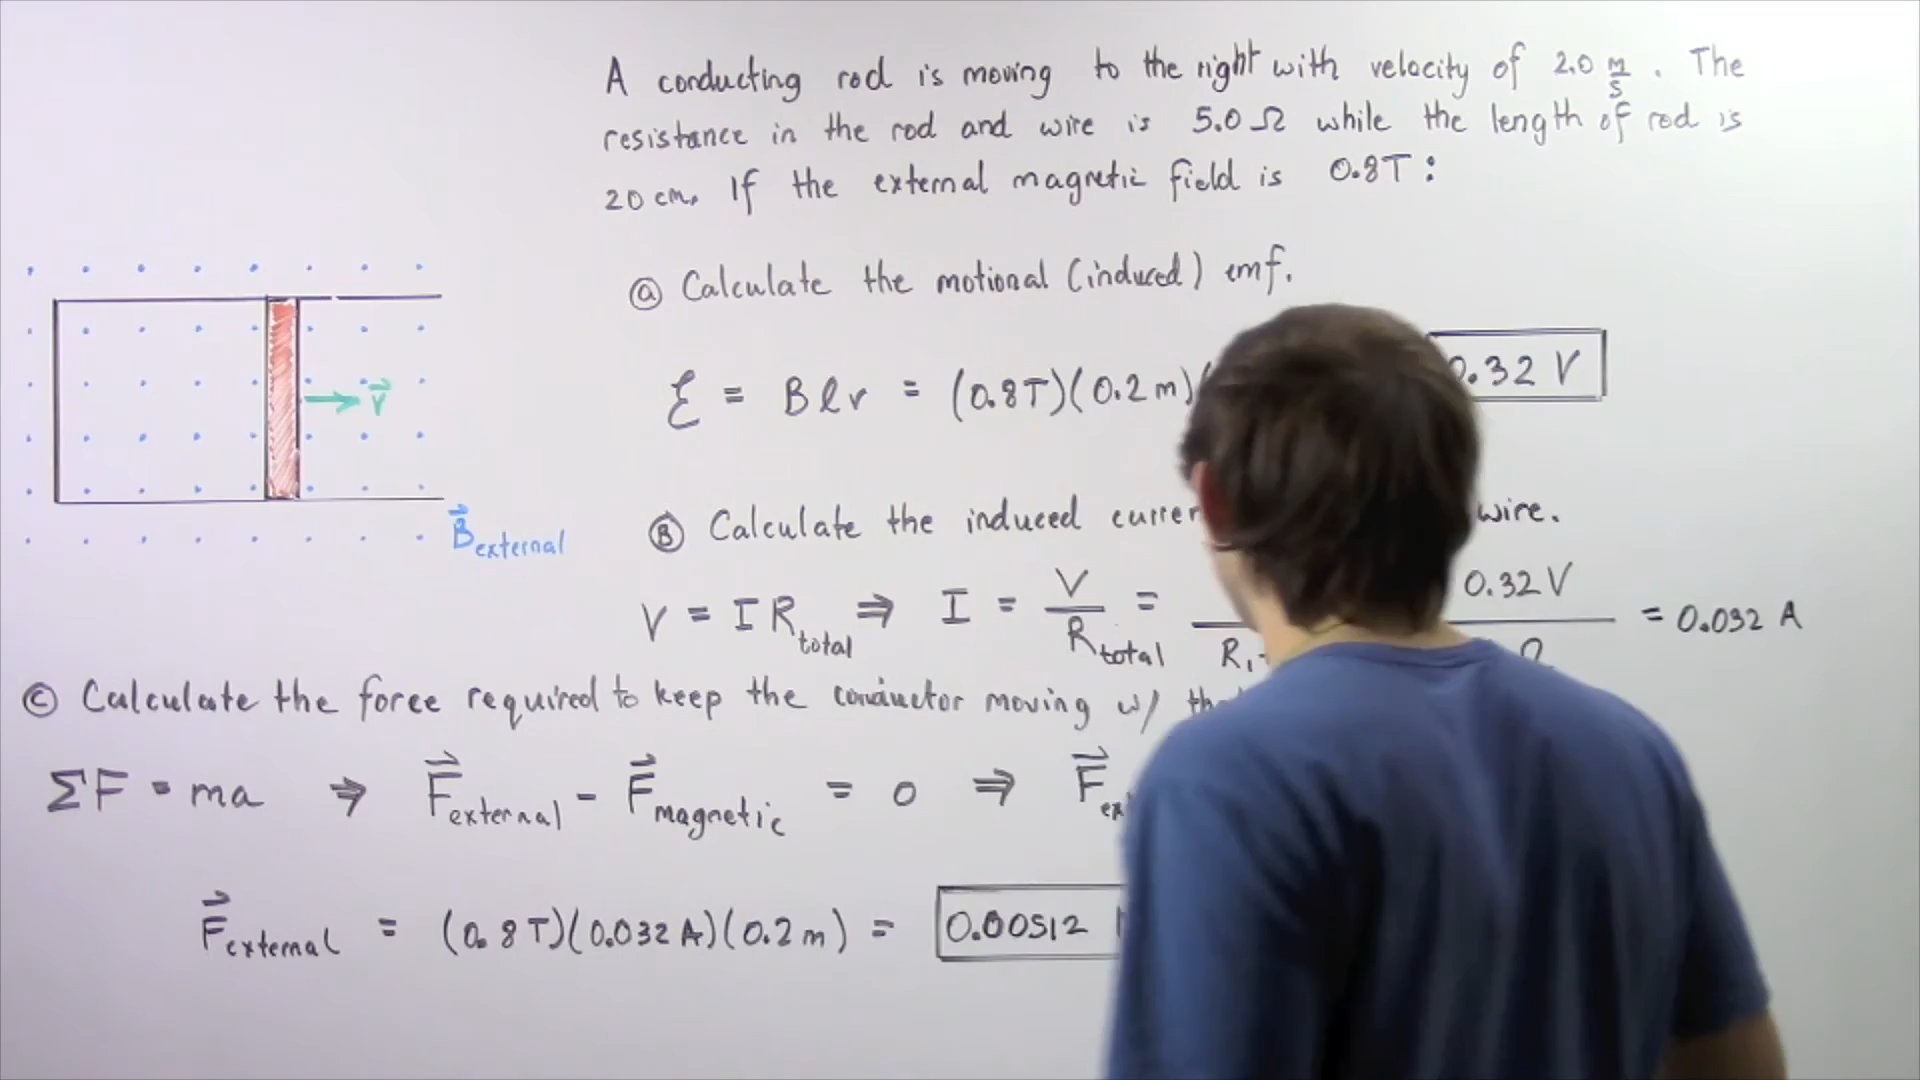 A conducting rod is moving to the right with velocity of 2.0 m/s. The
resistance in the rod and wire is 5.0 Ω while the length of rod is
20 cm. If the external magnetic field is 0.8T:
ⓐ Calculate the motional (induced) emf.
ℰ = Blv = (0.8T)(0.2 m) 0.32 V
v⃗
B⃗ external
Ⓑ Calculate the induced wire.
V = I R total ⇒ I = V / R total = R₁ 0.32 V / Ω = 0.032 A
ⓒ Calculate the force required to keep the conductor moving w/
ΣF = ma ⇒ F⃗ external - F⃗ magnetic = 0 ⇒ F⃗
F⃗ external = (0.8T)(0.032 A)(0.2 m) = 0.00512